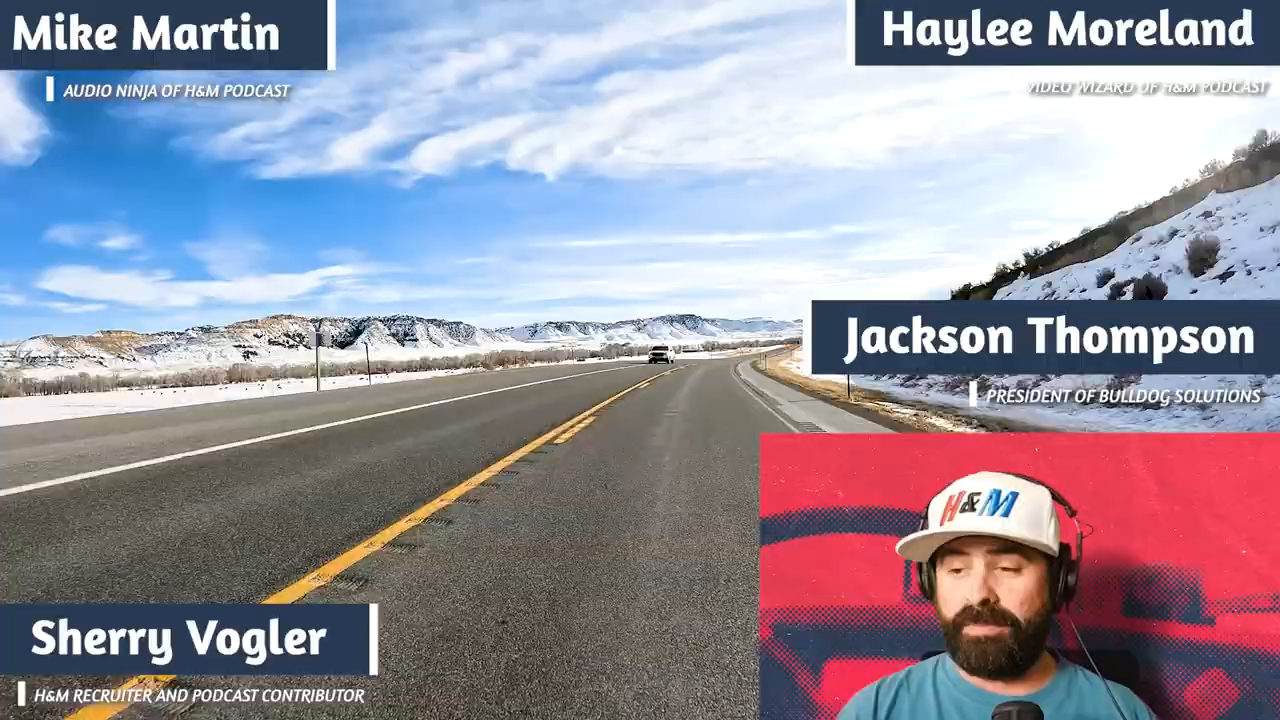 Mike Martin
AUDIO NINJA OF H&M PODCAST
Haylee Moreland
VIDEO WIZARD OF H&M PODCAST
Jackson Thompson
PRESIDENT OF BULLDOG SOLUTIONS
H&M
Sherry Vogler
H&M RECRUITER AND PODCAST CONTRIBUTOR